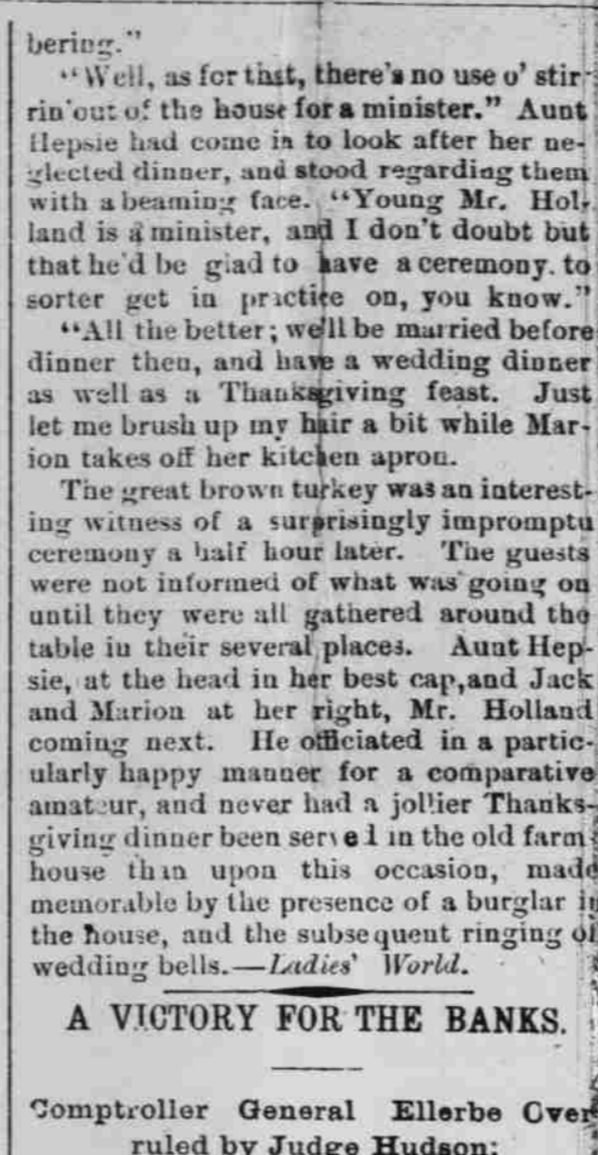 bering."
"Well, as for that, there's no use o' stir-
rin' out of the house for a minister." Aunt
Hepsie had come in to look after her ne-
glected dinner, and stood regarding them
with a beaming face. "Young Mr. Hol-
land is a minister, and I don't doubt but
that he'd be glad to have a ceremony. to
sorter get in practice on, you know."
"All the better; we'll be married before
dinner then, and have a wedding dinner
as well as a Thanksgiving feast. Just
let me brush up my hair a bit while Mar-
ion takes off her kitchen apron.
The great brown turkey was an interest-
ing witness of a surprisingly impromptu
ceremony a half hour later. The guests
were not informed of what was going on
until they were all gathered around the
table in their several places. Aunt Hep-
sie, at the head in her best cap, and Jack
and Marion at her right, Mr. Holland
coming next. He officiated in a partic-
ularly happy manner for a comparative
amateur, and never had a jollier Thanks-
giving dinner been served in the old farm
house than upon this occasion, made
memorable by the presence of a burglar in
the house, and the subsequent ringing of
wedding bells.—Ladies' World.
A VICTORY FOR THE BANKS.
Comptroller General Ellerbe Over
ruled by Judge Hudson: